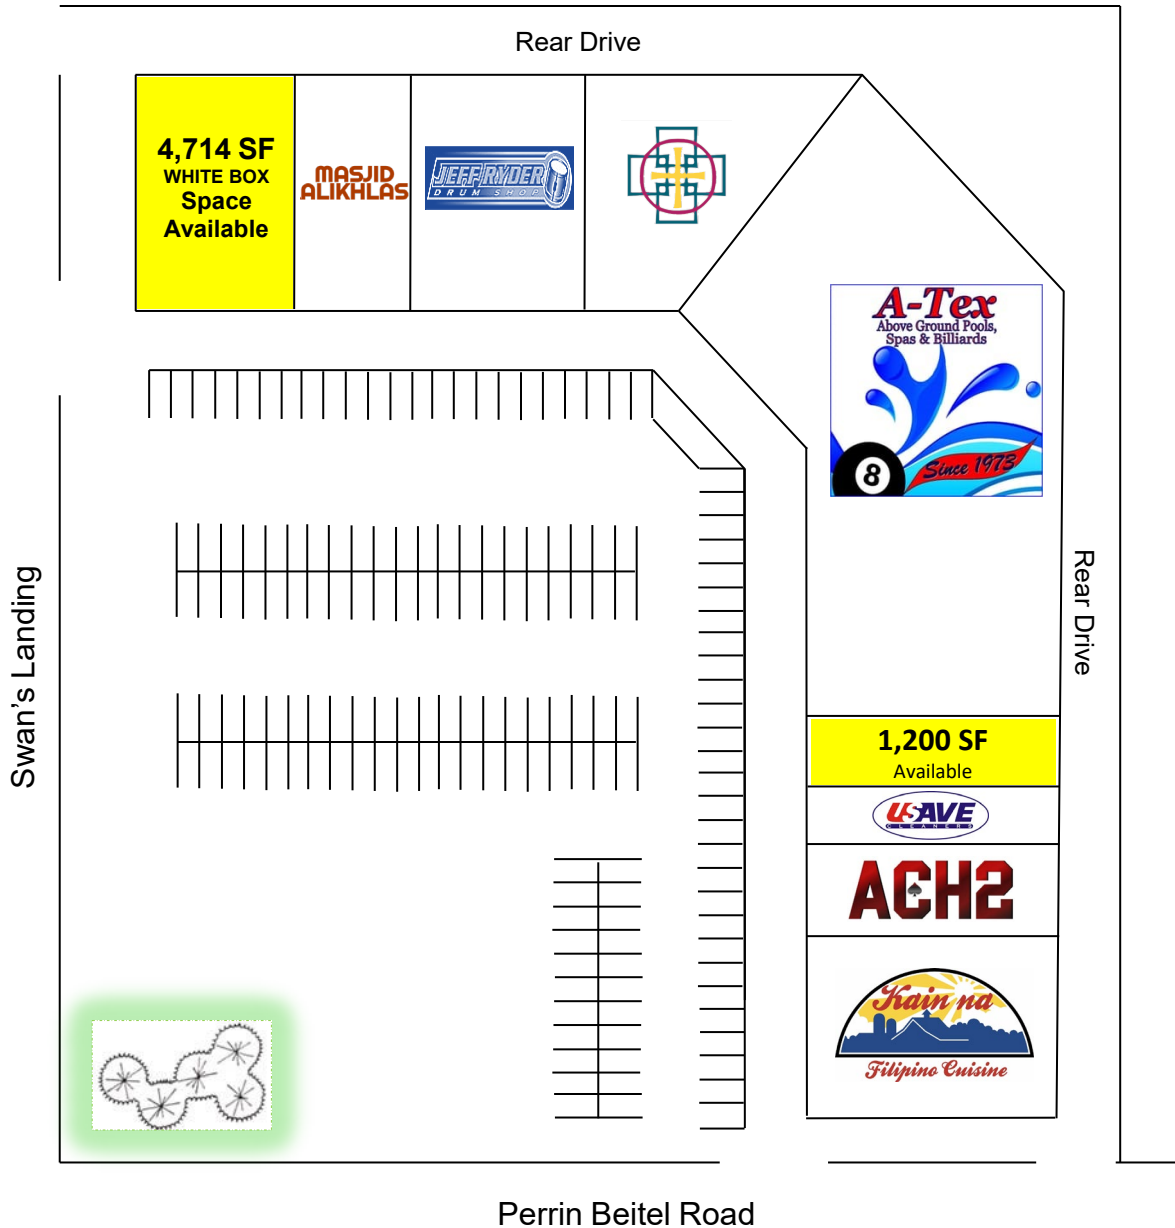 Rear Drive
4,714 SF
WHITE BOX
Space
Available
MASJID
ALIKHLAS
JEFF RYDER
DRUM SHOP
A-Tex
Above Ground Pools,
Spas & Billiards
8
Since 1973
Rear Drive
Swan's Landing
1,200 SF
Available
USAVE
CLEANERS
ACH2
Kain na
Filipino Cuisine
Perrin Beitel Road